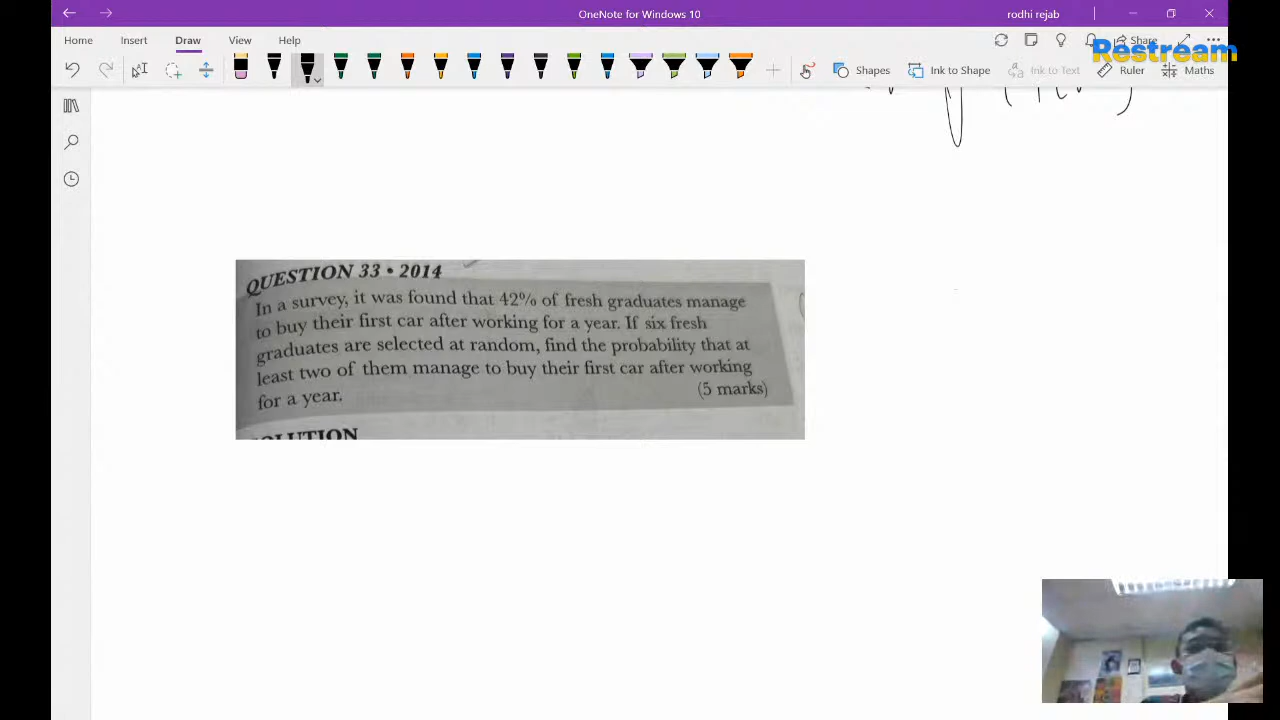 OneNote for Windows 10
rodhi rejab
Home Insert Draw View Help
Share
Restream
Shapes Ink to Shape Ink to Text Ruler Maths
QUESTION 33 • 2014
In a survey, it was found that 42% of fresh graduates manage
to buy their first car after working for a year. If six fresh
graduates are selected at random, find the probability that at
least two of them manage to buy their first car after working
for a year.
(5 marks)
SOLUTION